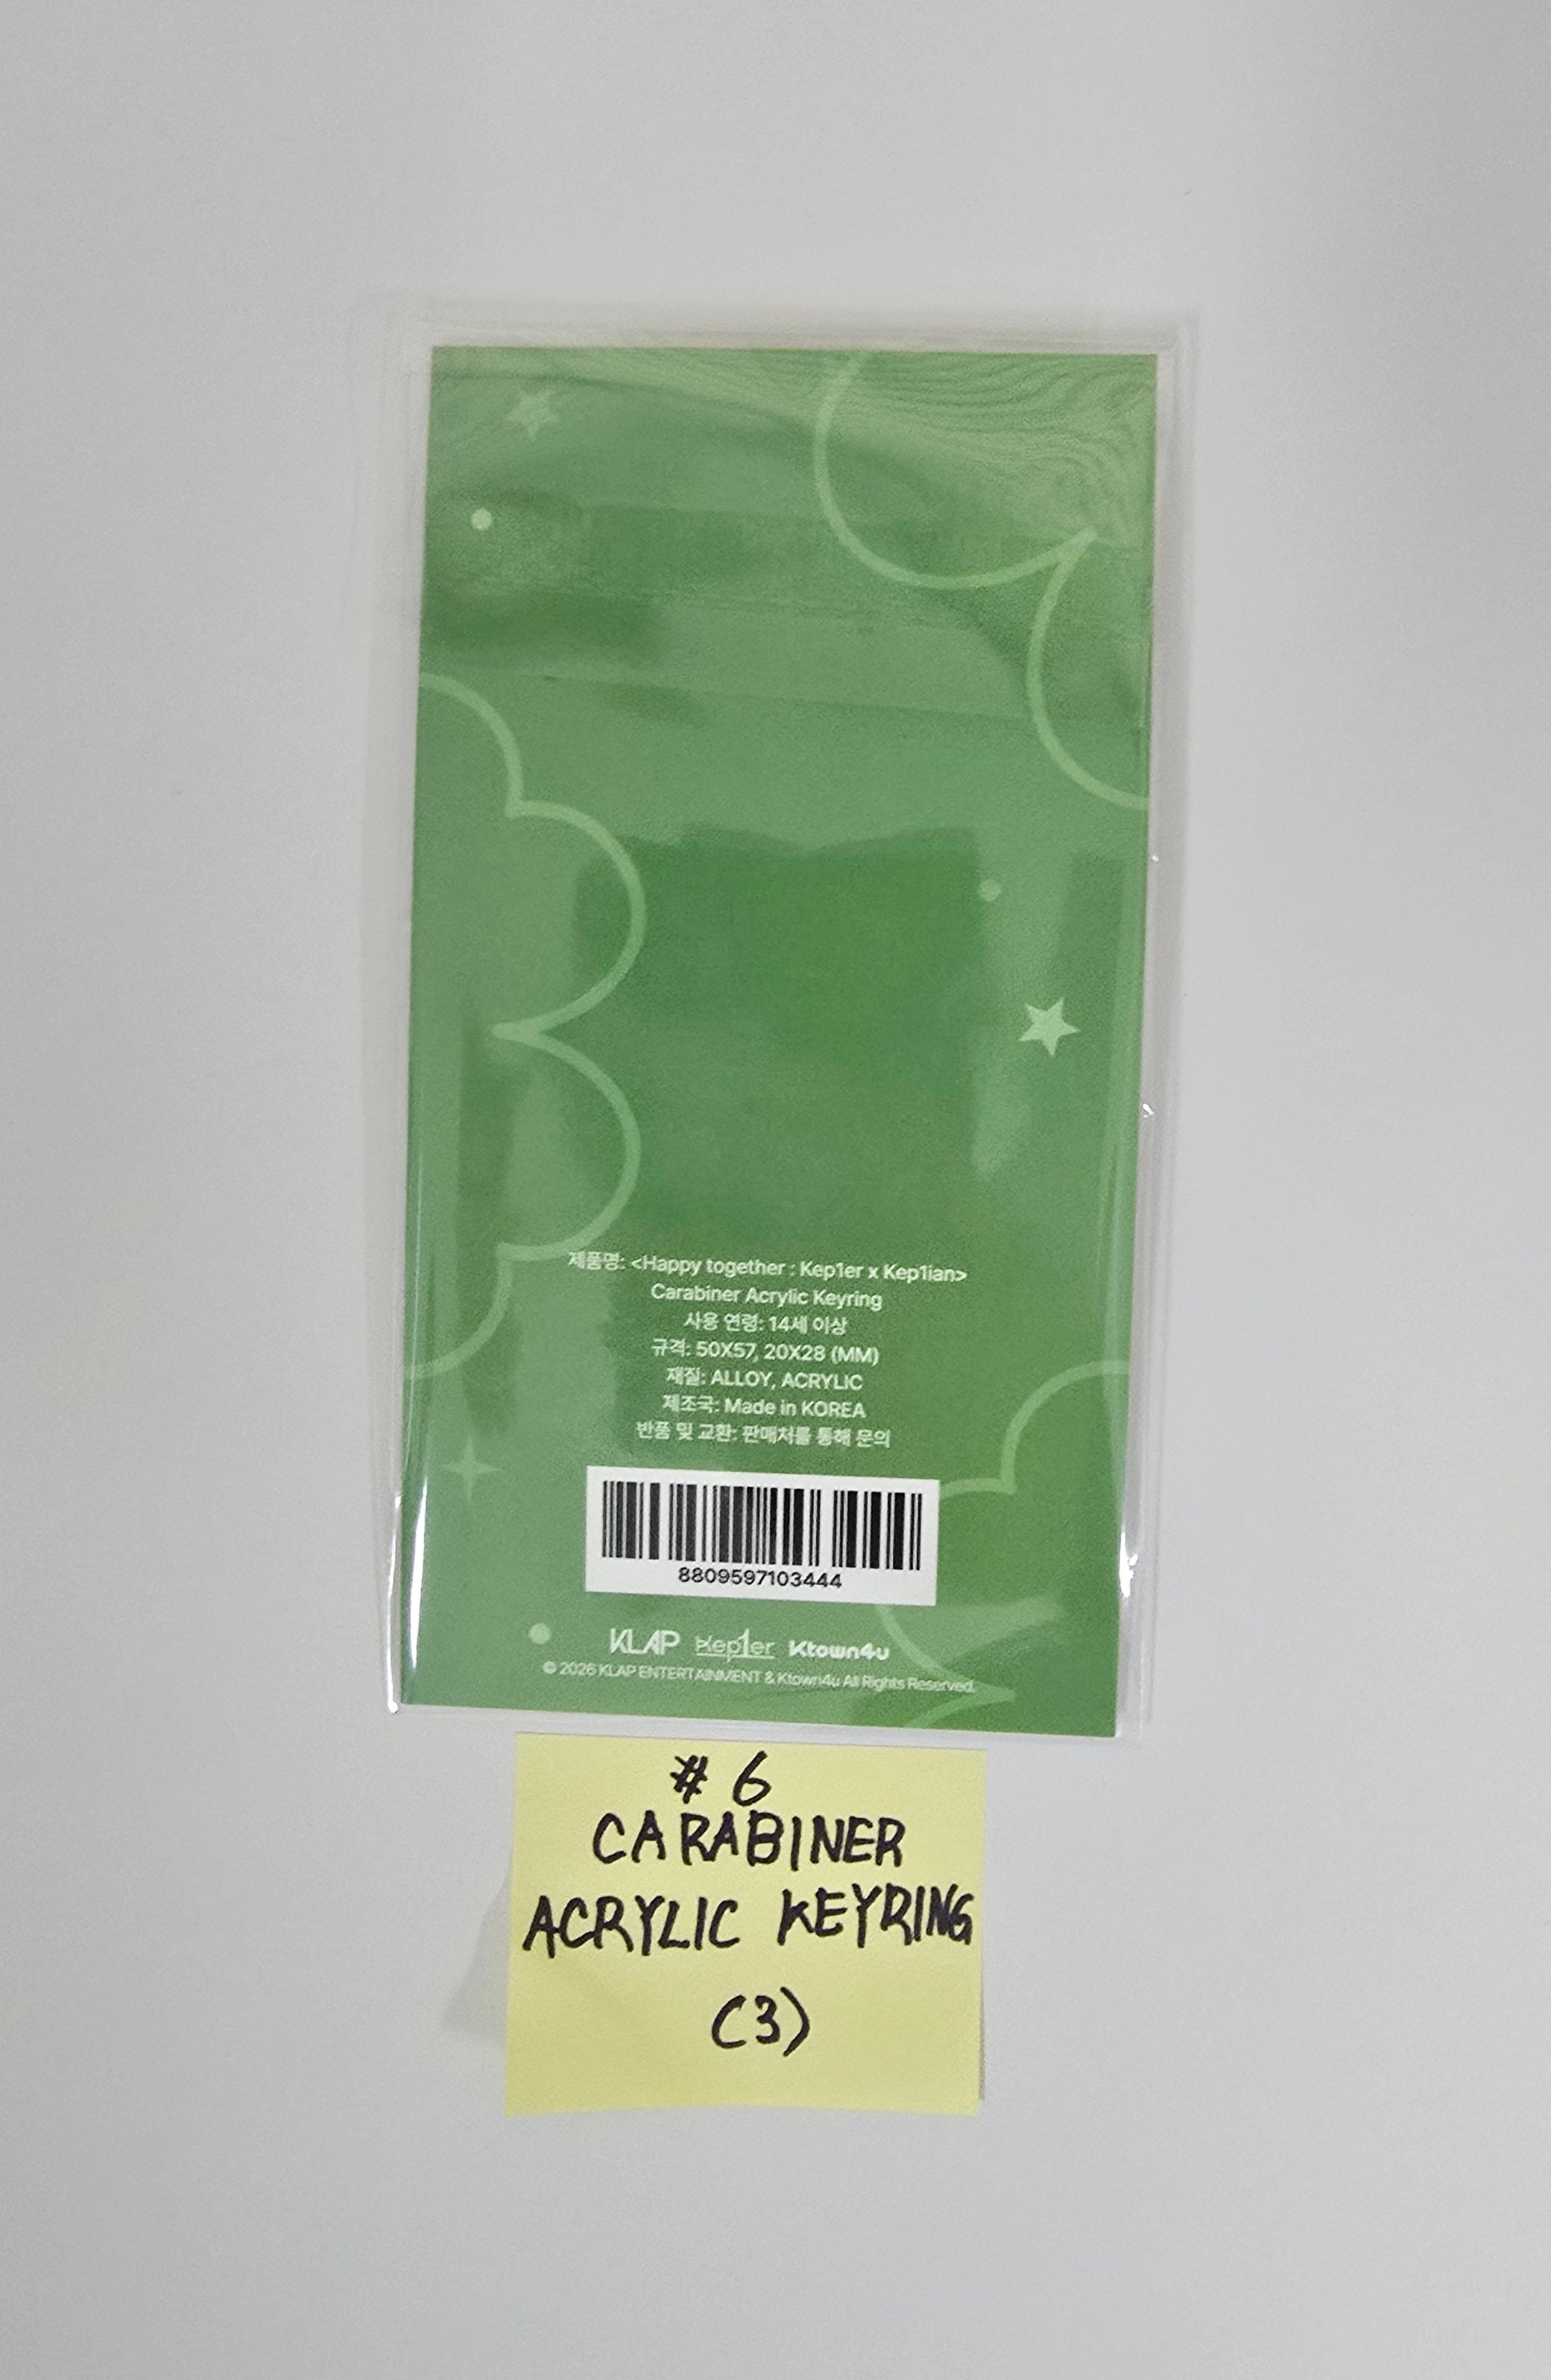 제품명: <Happy together : Kep1er x Kep1ian>
Carabiner Acrylic Keyring
사용 연령: 14세 이상
규격: 50X57, 20X28 (MM)
재질: ALLOY, ACRYLIC
제조국: Made in KOREA
반품 및 교환: 판매처를 통해 문의
8809597103444
KLAP Kep1er Ktown4u
© 2026 KLAP ENTERTAINMENT & Ktown4u All Rights Reserved.
# 6
CARABINER
ACRYLIC KEYRING
(3)